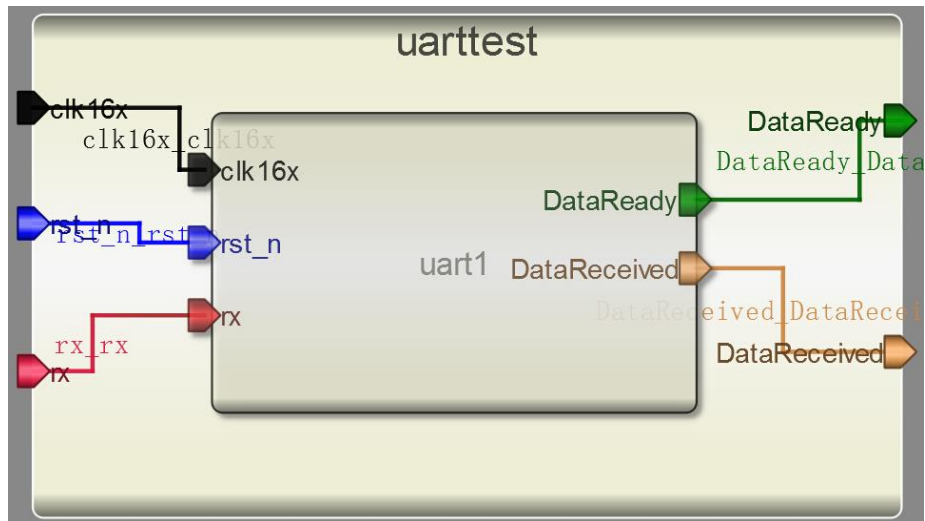 uarttest
clk16x
clk16x_clk16x
clk16x
DataReady
DataReady_Data
DataReady
rst_n
rst_n_rst
rst_n
uart1
DataReceived
DataReceived_DataRecei
rx
rx_rx
DataReceived
rx